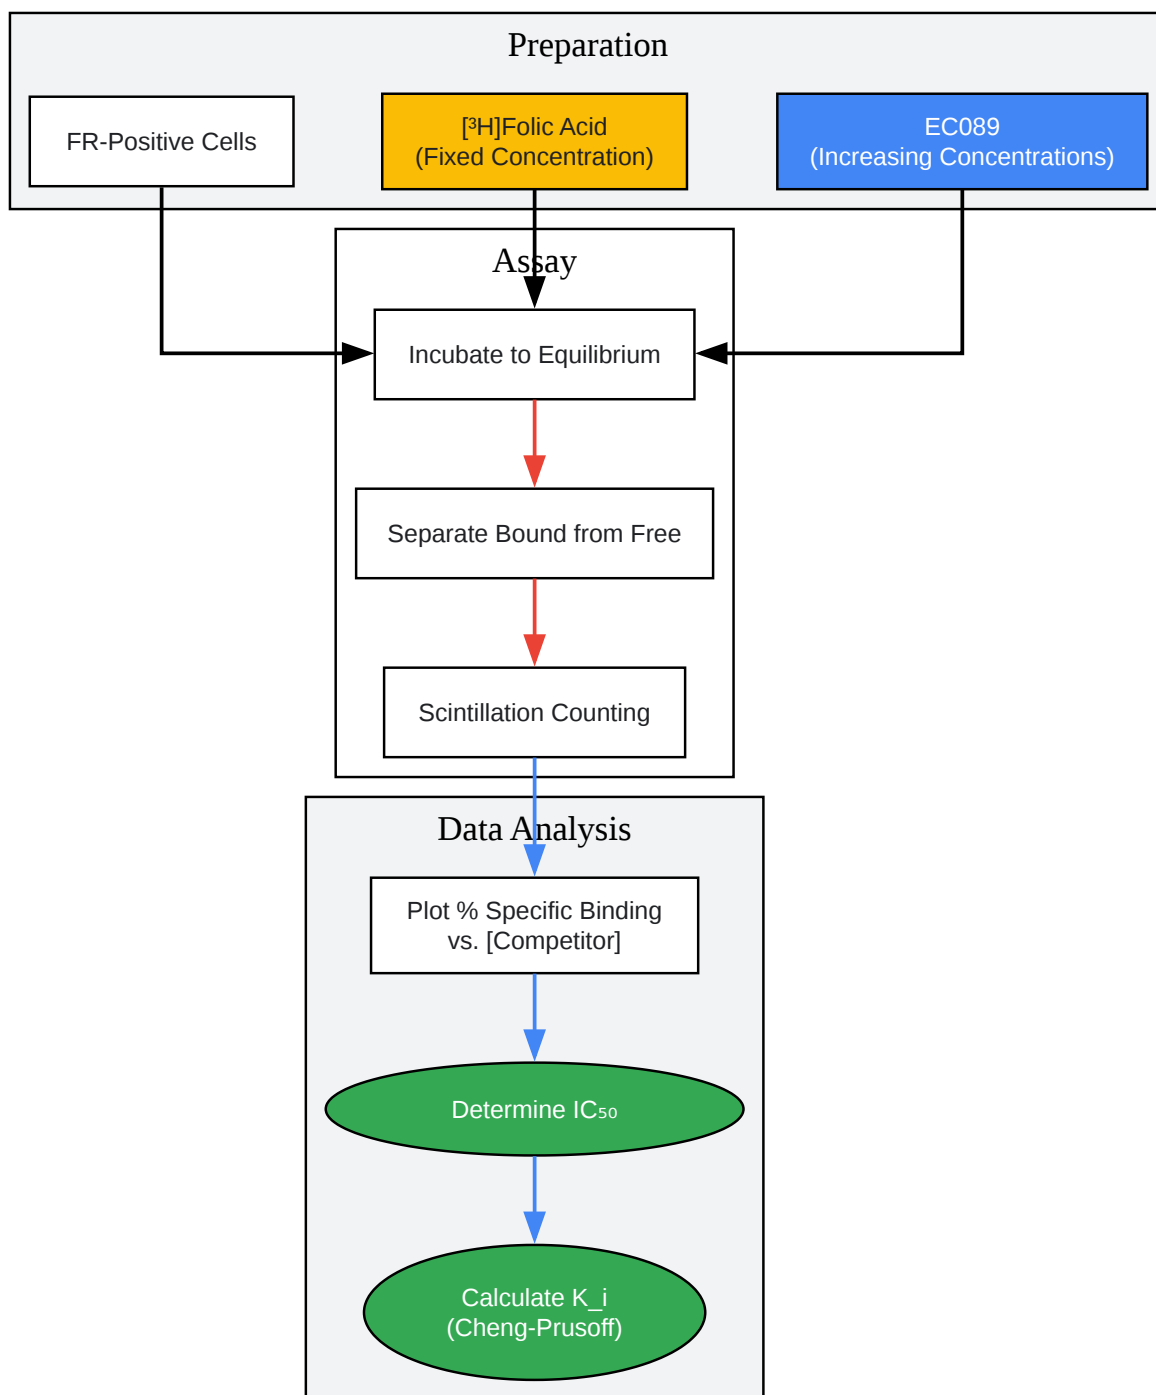 Preparation
FR-Positive Cells
[³H]Folic Acid
(Fixed Concentration)
EC089
(Increasing Concentrations)
Assay
Incubate to Equilibrium
Separate Bound from Free
Scintillation Counting
Data Analysis
Plot % Specific Binding
vs. [Competitor]
Determine IC₅₀
Calculate K_i
(Cheng-Prusoff)